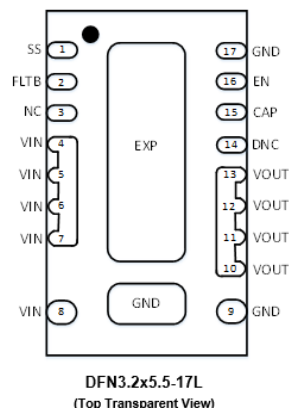 SS 1 17 GND
FLTB 2 16 EN
NC 3 15 CAP
VIN 4 EXP 14 DNC
VIN 5 13 VOUT
VIN 6 12 VOUT
VIN 7 11 VOUT
10 VOUT
VIN 8 GND 9 GND
DFN3.2x5.5-17L
(Top Transparent View)